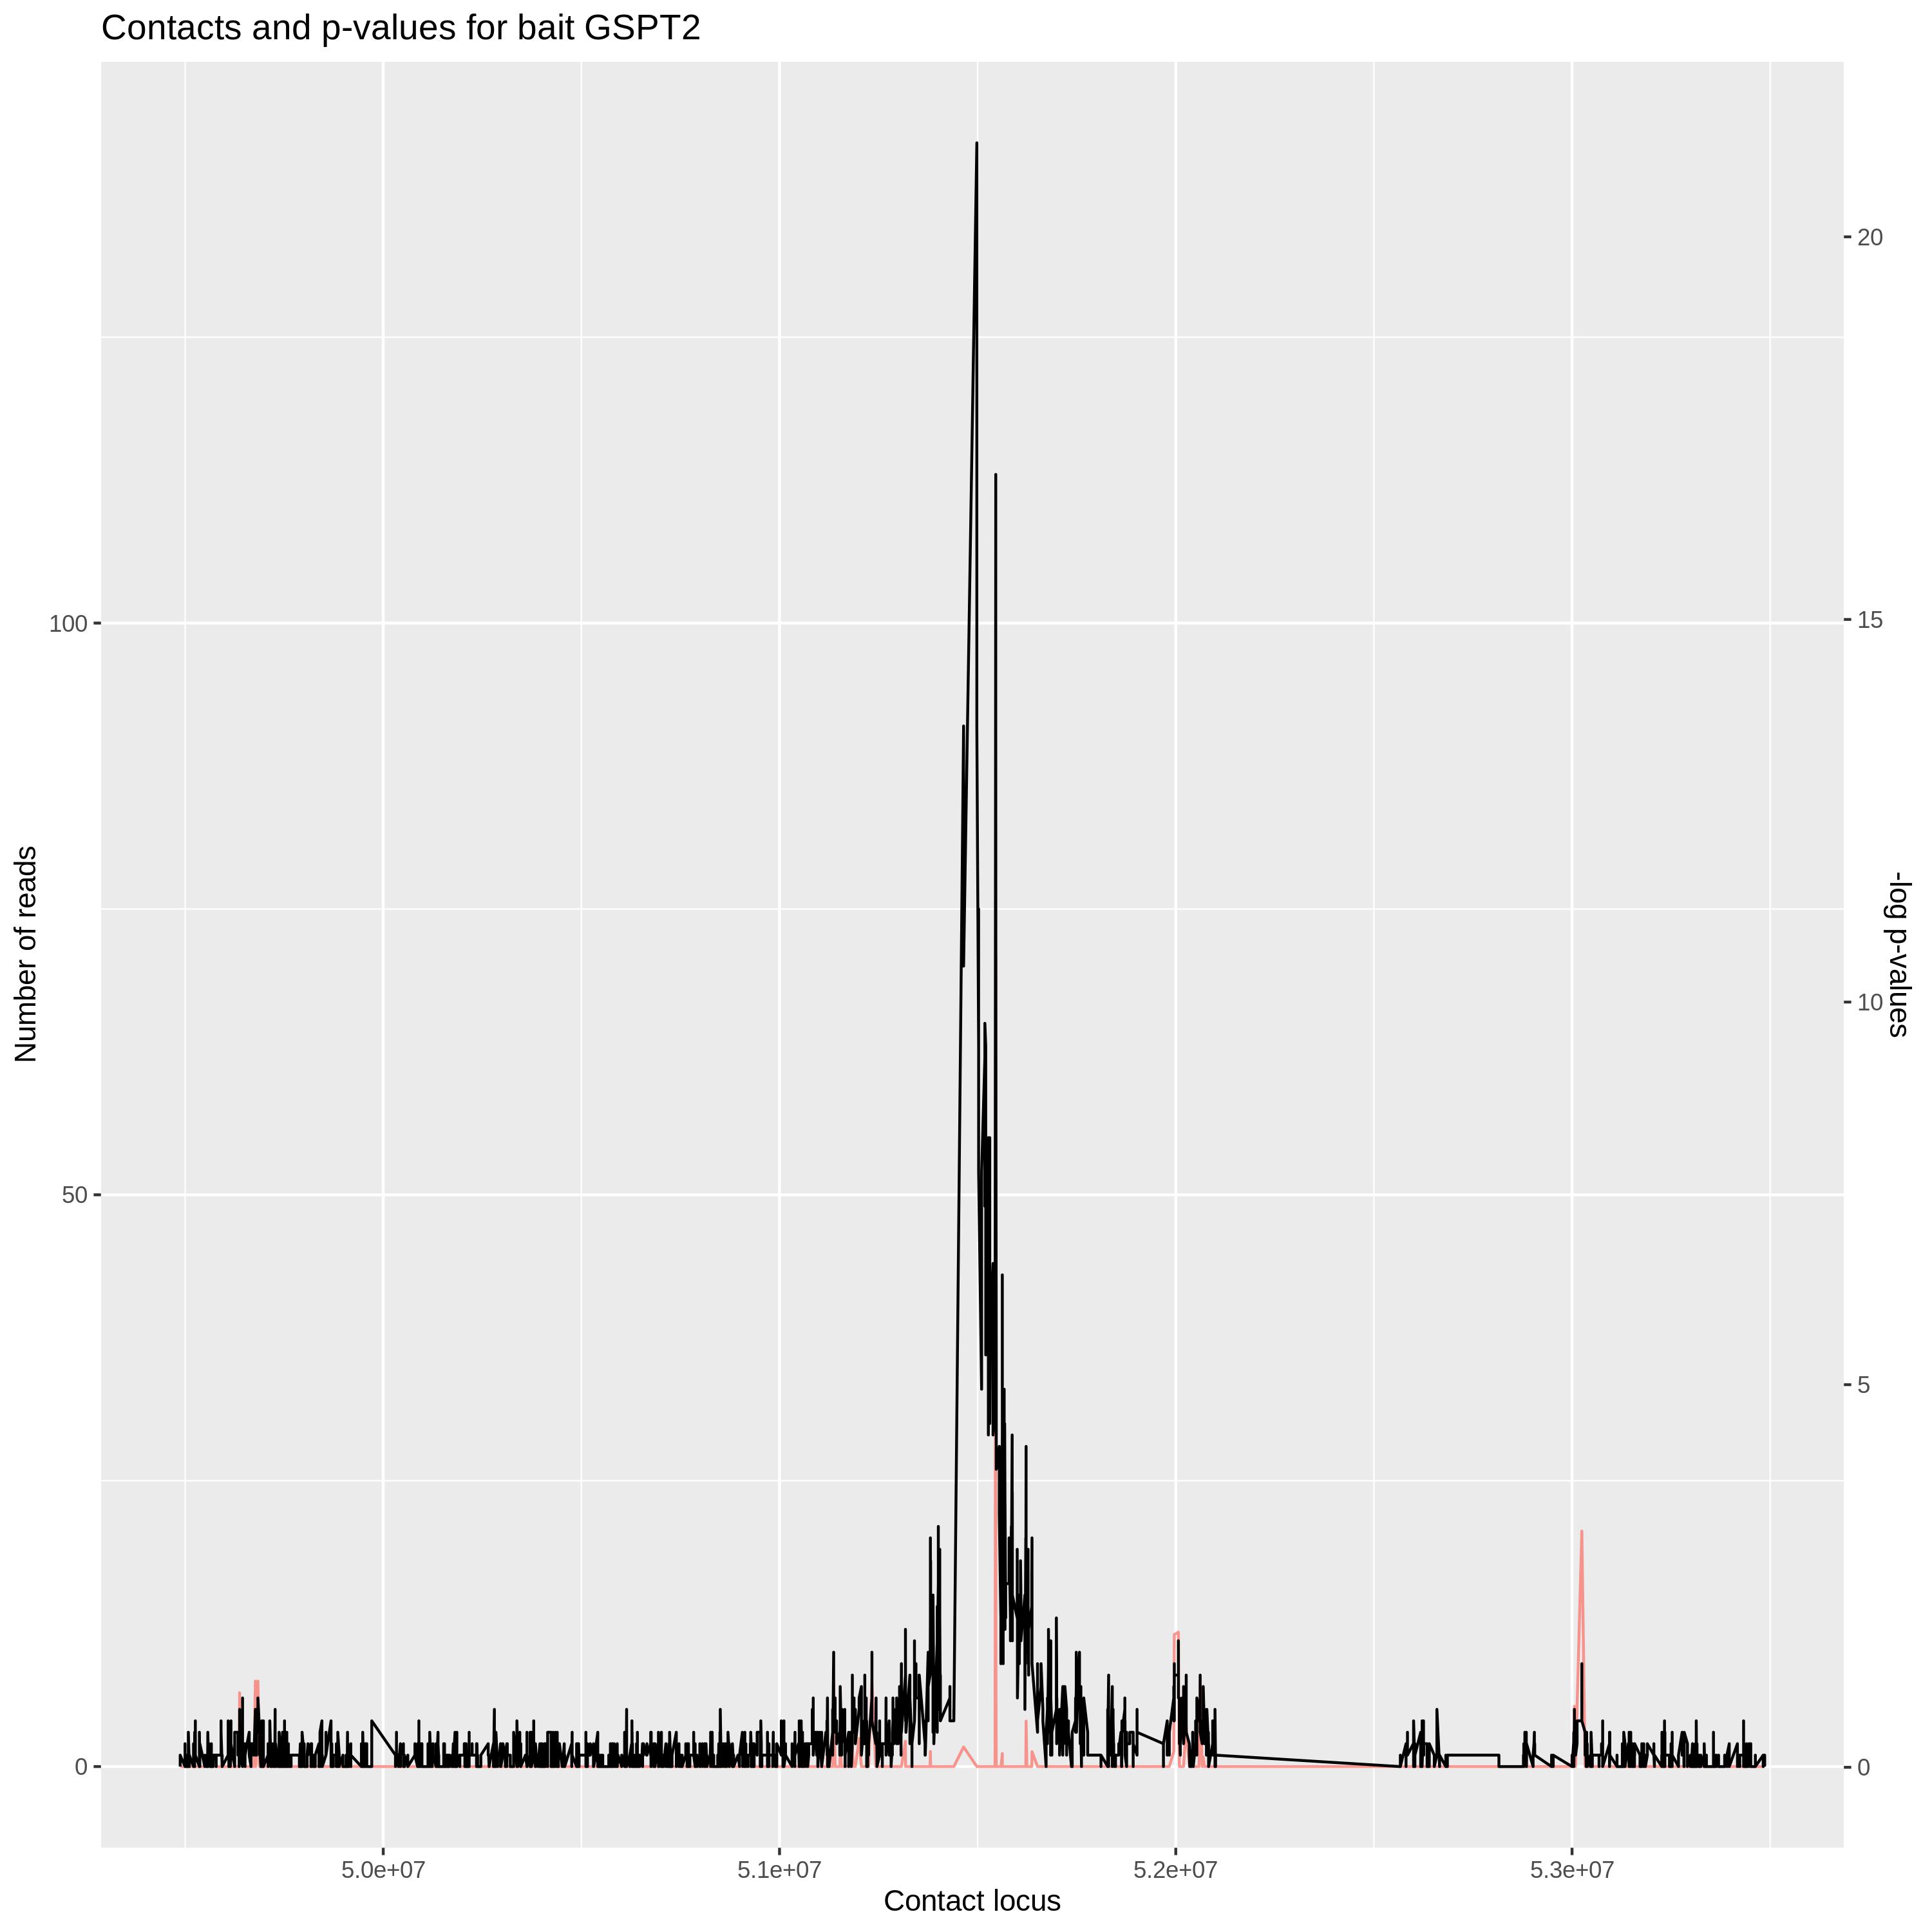 Contacts and p-values for bait GSPT2
Number of reads
100
50
0
20
15
10
5
0
-log p-values
5.0e+07
5.1e+07
5.2e+07
5.3e+07
Contact locus